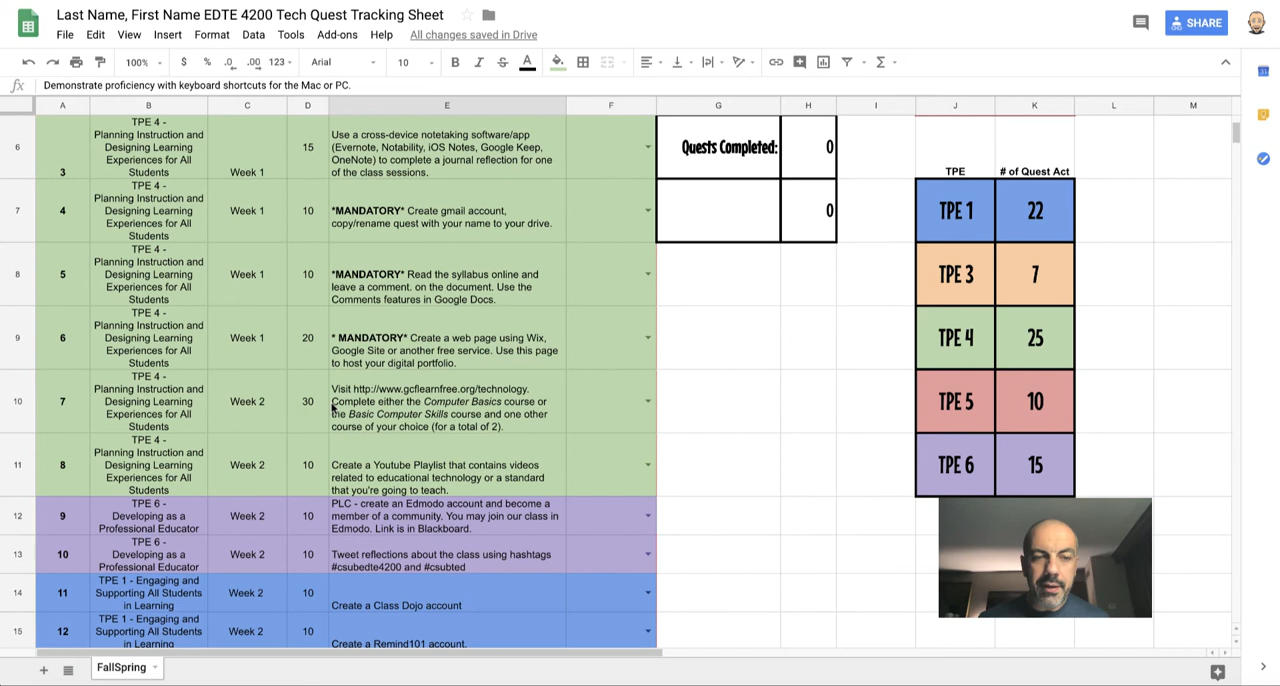 Last Name, First Name EDTE 4200 Tech Quest Tracking Sheet
File Edit View Insert Format Data Tools Add-ons Help All changes saved in Drive
SHARE
100% $ % .0 .00 123 Arial 10 B I S A
fx Demonstrate proficiency with keyboard shortcuts for the Mac or PC.
A B C D E F G H I J K L M
6
3
TPE 4 -
Planning Instruction and
Designing Learning
Experiences for All
Students
Week 1
15
Use a cross-device notetaking software/app
(Evernote, Notability, iOS Notes, Google Keep,
OneNote) to complete a journal reflection for one
of the class sessions.
Quests Completed: 0
TPE # of Quest Act
7
4
TPE 4 -
Planning Instruction and
Designing Learning
Experiences for All
Students
Week 1
10
*MANDATORY* Create gmail account,
copy/rename quest with your name to your drive.
0
TPE 1 22
8
5
TPE 4 -
Planning Instruction and
Designing Learning
Experiences for All
Students
Week 1
10
*MANDATORY* Read the syllabus online and
leave a comment. on the document. Use the
Comments features in Google Docs.
TPE 3 7
9
6
TPE 4 -
Planning Instruction and
Designing Learning
Experiences for All
Students
Week 1
20
* MANDATORY* Create a web page using Wix,
Google Site or another free service. Use this page
to host your digital portfolio.
TPE 4 25
10
7
TPE 4 -
Planning Instruction and
Designing Learning
Experiences for All
Students
Week 2
30
Visit http://www.gcflearnfree.org/technology.
Complete either the Computer Basics course or
the Basic Computer Skills course and one other
course of your choice (for a total of 2).
TPE 5 10
11
8
TPE 4 -
Planning Instruction and
Designing Learning
Experiences for All
Students
Week 2
10
Create a Youtube Playlist that contains videos
related to educational technology or a standard
that you're going to teach.
TPE 6 15
12
9
TPE 6 -
Developing as a
Professional Educator
Week 2
10
PLC - create an Edmodo account and become a
member of a community. You may join our class in
Edmodo. Link is in Blackboard.
13
10
TPE 6 -
Developing as a
Professional Educator
Week 2
10
Tweet reflections about the class using hashtags
#csubedte4200 and #csubted
14
11
TPE 1 - Engaging and
Supporting All Students
in Learning
Week 2
10
Create a Class Dojo account
15
12
TPE 1 - Engaging and
Supporting All Students
in Learning
Week 2
10
Create a Remind101 account.
FallSpring